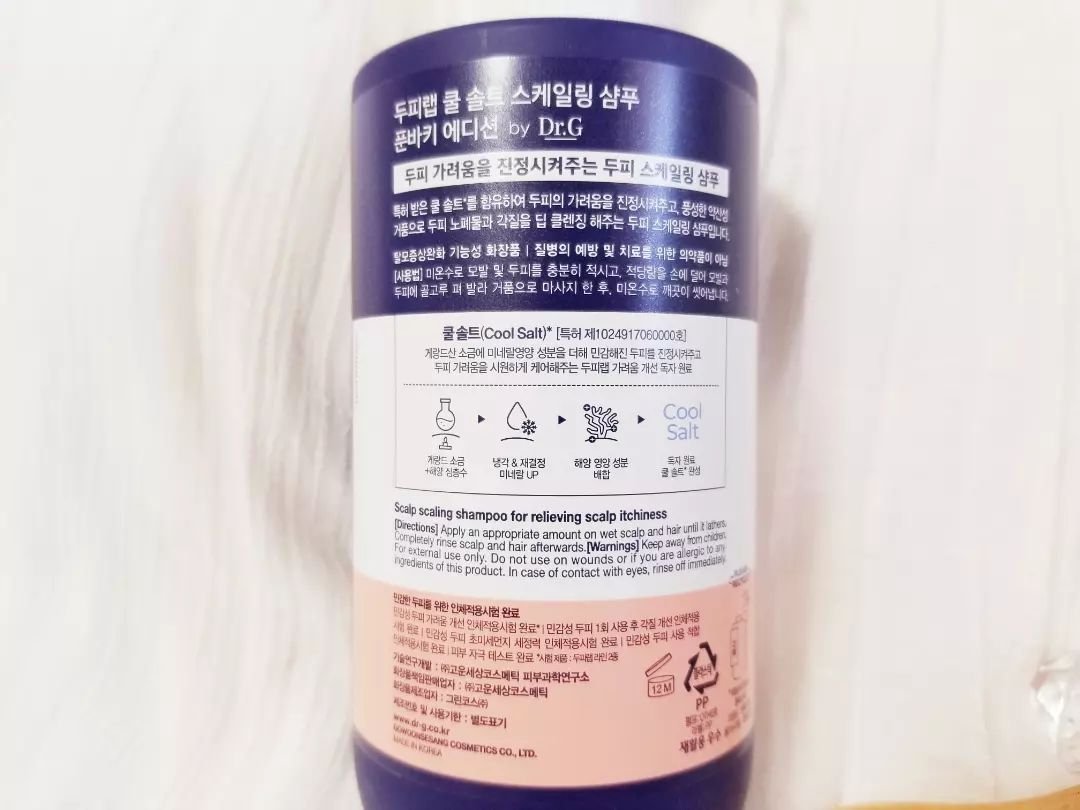 두피랩 쿨 솔트 스케일링 샴푸
푼바키 에디션 by Dr.G
두피 가려움을 진정시켜주는 두피 스케일링 샴푸
특허 받은 쿨 솔트*를 함유하여 두피의 가려움을 진정시켜주고, 풍성한 약산성
거품으로 두피 노폐물과 각질을 딥 클렌징 해주는 두피 스케일링 샴푸입니다.
탈모증상완화 기능성 화장품 | 질병의 예방 및 치료를 위한 의약품이 아님
[사용법] 미온수로 모발 및 두피를 충분히 적시고, 적당량을 손에 덜어 모발과
두피에 골고루 펴 발라 거품으로 마사지 한 후, 미온수로 깨끗이 씻어냅니다.
쿨 솔트(Cool Salt)* [특허 제1024917060000호]
게랑드산 소금에 미네랄영양 성분을 더해 민감해진 두피를 진정시켜주고
두피 가려움을 시원하게 케어해주는 두피랩 가려움 개선 독자 원료
Cool
Salt
게랑드 소금
+해양 심층수
냉각 & 재결정
미네랄 UP
해양 영양 성분
배합
독자 원료
쿨 솔트* 완성
Scalp scaling shampoo for relieving scalp itchiness
[Directions] Apply an appropriate amount on wet scalp and hair until it lathers.
Completely rinse scalp and hair afterwards.[Warnings] Keep away from children.
For external use only. Do not use on wounds or if you are allergic to any
ingredients of this product. In case of contact with eyes, rinse off immediately.
민감한 두피를 위한 인체적용시험 완료
민감성 두피 가려움 개선 인체적용시험 완료* | 민감성 두피 1회 사용 후 각질 개선 인체적용
시험 완료 | 민감성 두피 초미세먼지 세정력 인체적용시험 완료 | 민감성 두피 사용 적합
인체적용시험 완료 | 피부 자극 테스트 완료 *시험 제품 : 두피랩 라인 2종
기술연구개발 : ㈜고운세상코스메틱 피부과학연구소
화장품책임판매업자 : ㈜고운세상코스메틱
화장품제조업자 : 그린코스㈜
제조번호 및 사용기한 : 별도표기
www.dr-g.co.kr
GOWOONSESANG COSMETICS CO., LTD.
MADE IN KOREA
12 M
플라스틱
PP
펌프: OTHER
라벨: PP
재활용 우수